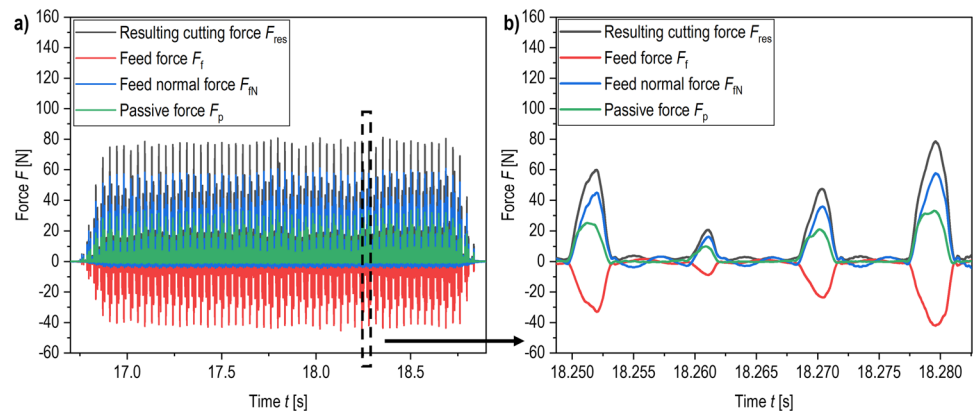 a)
Resulting cutting force Fres
Feed force Ff
Feed normal force FfN
Passive force Fp
160
140
120
100
80
60
40
20
0
-20
-40
-60
Force F [N]
17.0 17.5 18.0 18.5
Time t [s]
b)
Resulting cutting force Fres
Feed force Ff
Feed normal force FfN
Passive force Fp
160
140
120
100
80
60
40
20
0
-20
-40
-60
Force F [N]
18.250 18.255 18.260 18.265 18.270 18.275 18.280
Time t [s]